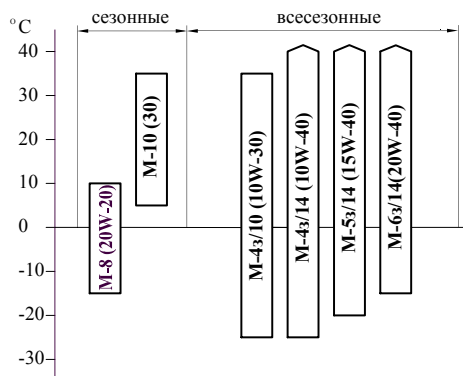 °C
сезонные
всесезонные
40
30
20
10
0
-10
-20
-30
М-8 (20W-20)
М-10 (30)
М-4з/10 (10W-30)
М-4з/14 (10W-40)
М-5з/14 (15W-40)
М-6з/14(20W-40)